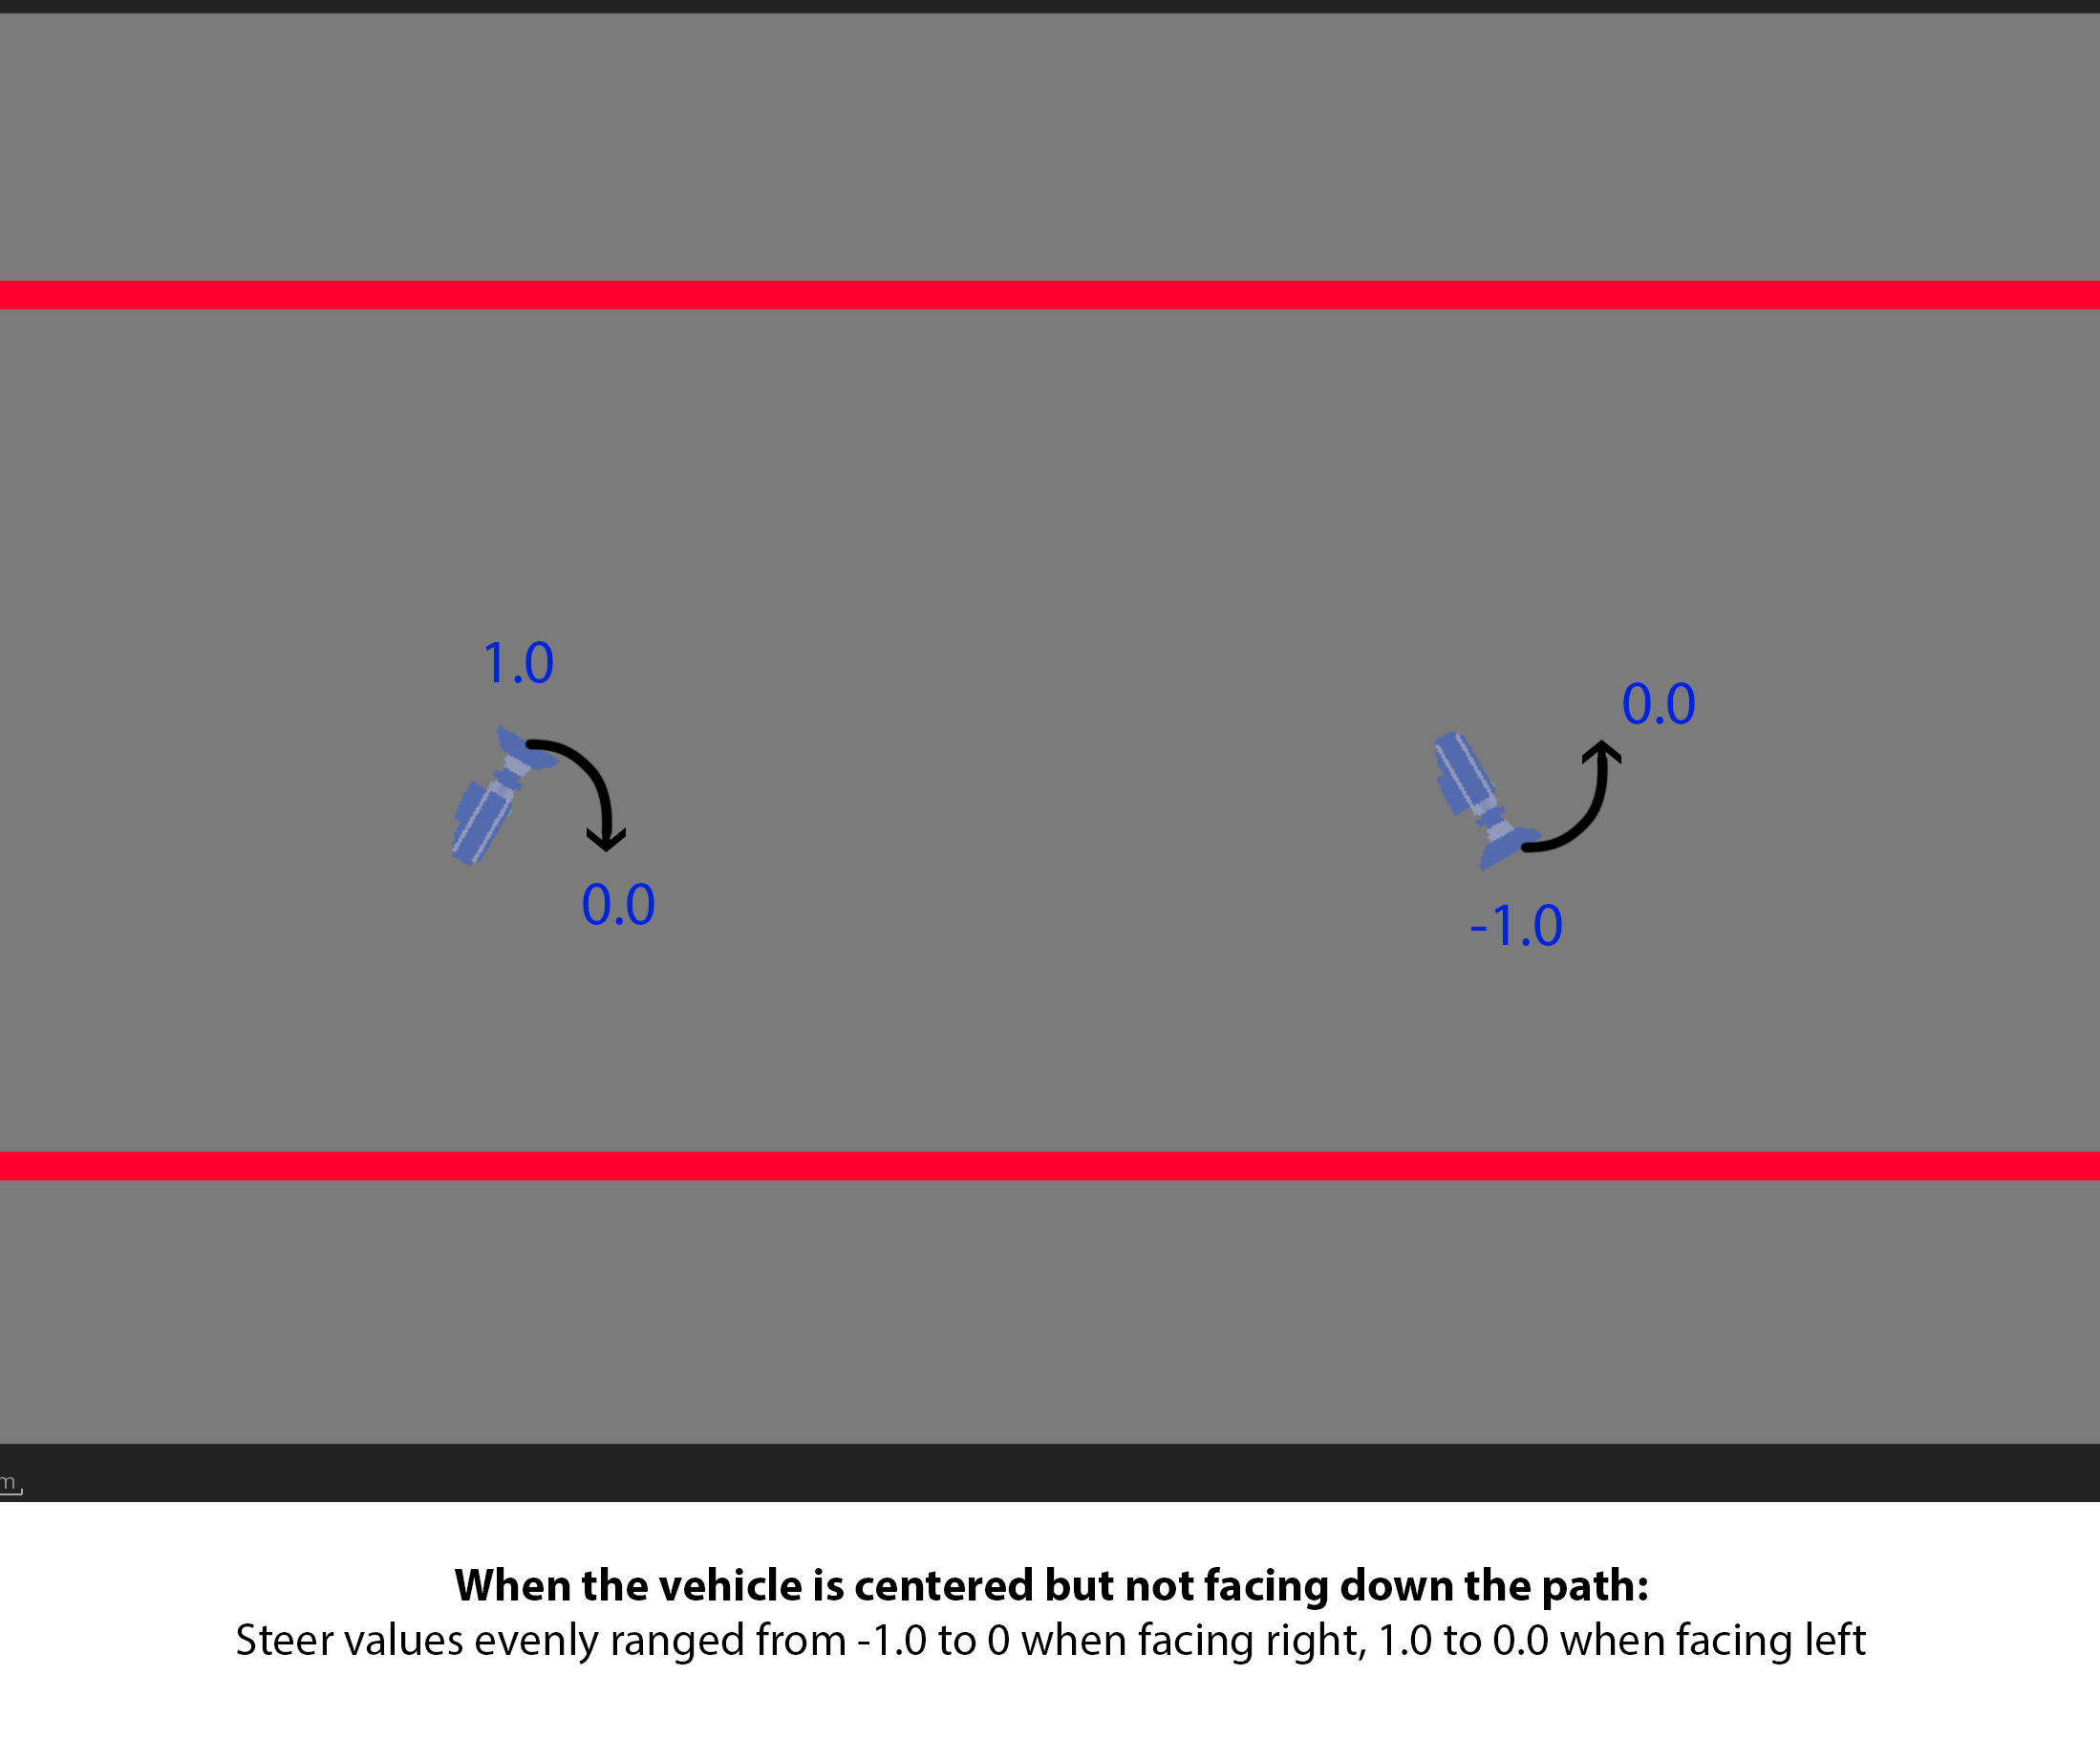 1.0
0.0
0.0
-1.0
m
When the vehicle is centered but not facing down the path:
Steer values evenly ranged from -1.0 to 0 when facing right, 1.0 to 0.0 when facing left